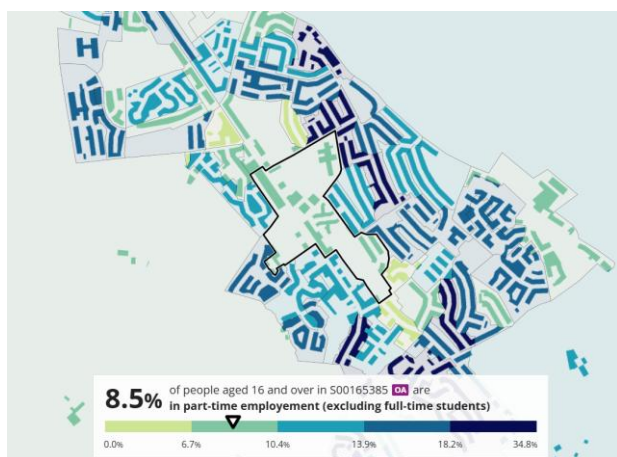 8.5% of people aged 16 and over in S00165385 OA are
in part-time employement (excluding full-time students)
0.0% 6.7% 10.4% 13.9% 18.2% 34.8%